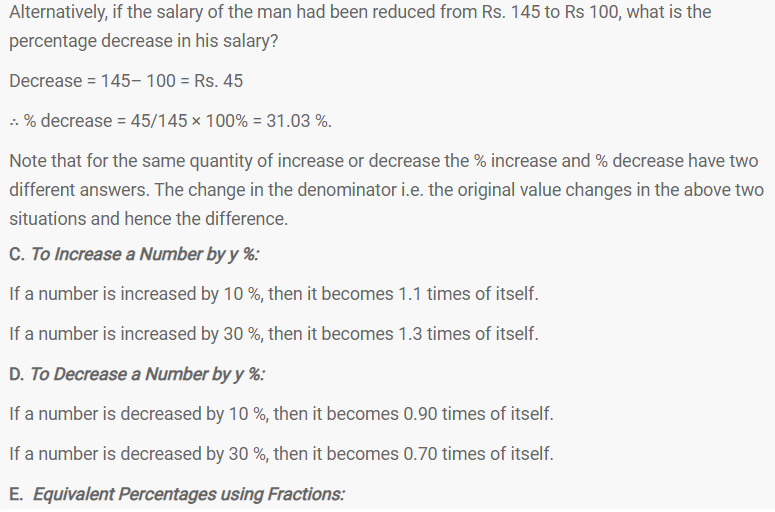 Alternatively, if the salary of the man had been reduced from Rs. 145 to Rs 100, what is the
percentage decrease in his salary?
Decrease = 145– 100 = Rs. 45
∴ % decrease = 45/145 × 100% = 31.03 %.
Note that for the same quantity of increase or decrease the % increase and % decrease have two
different answers. The change in the denominator i.e. the original value changes in the above two
situations and hence the difference.
C. To Increase a Number by y %:
If a number is increased by 10 %, then it becomes 1.1 times of itself.
If a number is increased by 30 %, then it becomes 1.3 times of itself.
D. To Decrease a Number by y %:
If a number is decreased by 10 %, then it becomes 0.90 times of itself.
If a number is decreased by 30 %, then it becomes 0.70 times of itself.
E. Equivalent Percentages using Fractions: